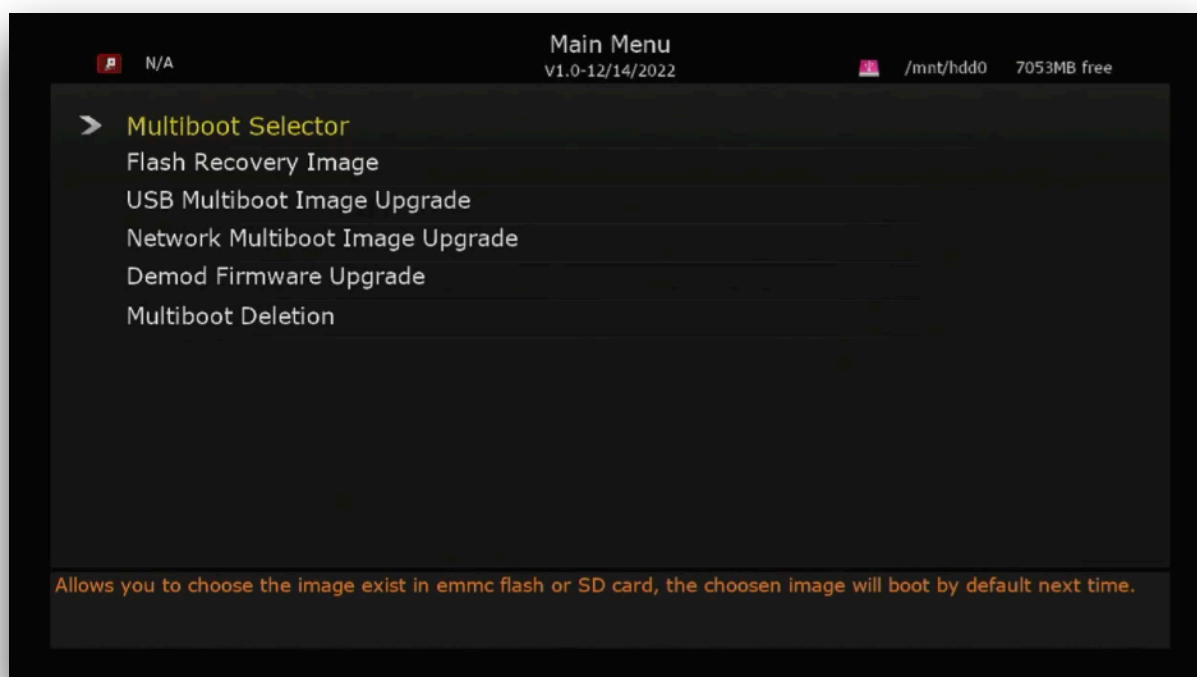 Main Menu
N/A
V1.0-12/14/2022
/mnt/hdd0 7053MB free
Multiboot Selector
Flash Recovery Image
USB Multiboot Image Upgrade
Network Multiboot Image Upgrade
Demod Firmware Upgrade
Multiboot Deletion
Allows you to choose the image exist in emmc flash or SD card, the choosen image will boot by default next time.